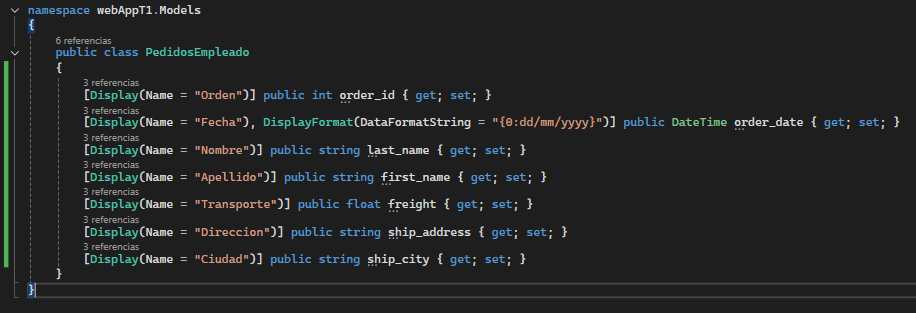 namespace webAppT1.Models
{
6 referencias
public class PedidosEmpleado
{
3 referencias
[Display(Name = "Orden")] public int order_id { get; set; }
3 referencias
[Display(Name = "Fecha"), DisplayFormat(DataFormatString = "{0:dd/mm/yyyy}")] public DateTime order_date { get; set; }
3 referencias
[Display(Name = "Nombre")] public string last_name { get; set; }
3 referencias
[Display(Name = "Apellido")] public string first_name { get; set; }
3 referencias
[Display(Name = "Transporte")] public float freight { get; set; }
3 referencias
[Display(Name = "Direccion")] public string ship_address { get; set; }
3 referencias
[Display(Name = "Ciudad")] public string ship_city { get; set; }
}
}